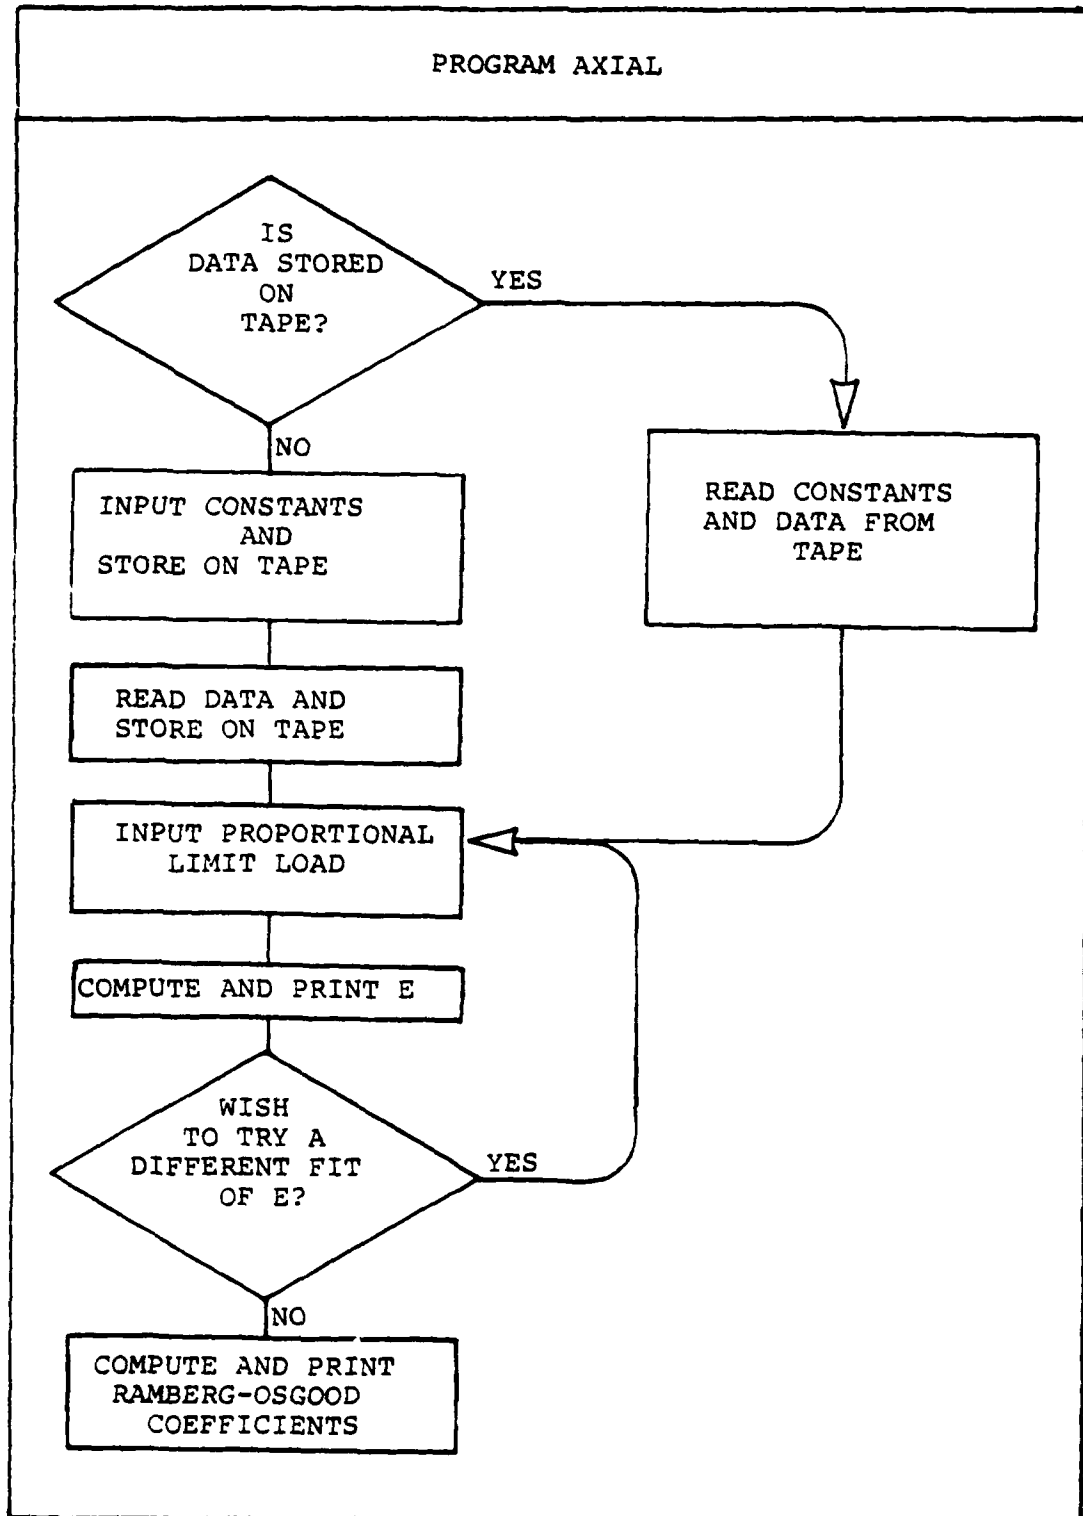 PROGRAM AXIAL
IS
DATA STORED
ON
TAPE?
YES
NO
INPUT CONSTANTS
AND
STORE ON TAPE
READ CONSTANTS
AND DATA FROM
TAPE
READ DATA AND
STORE ON TAPE
INPUT PROPORTIONAL
LIMIT LOAD
COMPUTE AND PRINT E
WISH
TO TRY A
DIFFERENT FIT
OF E?
YES
NO
COMPUTE AND PRINT
RAMBERG-OSGOOD
COEFFICIENTS